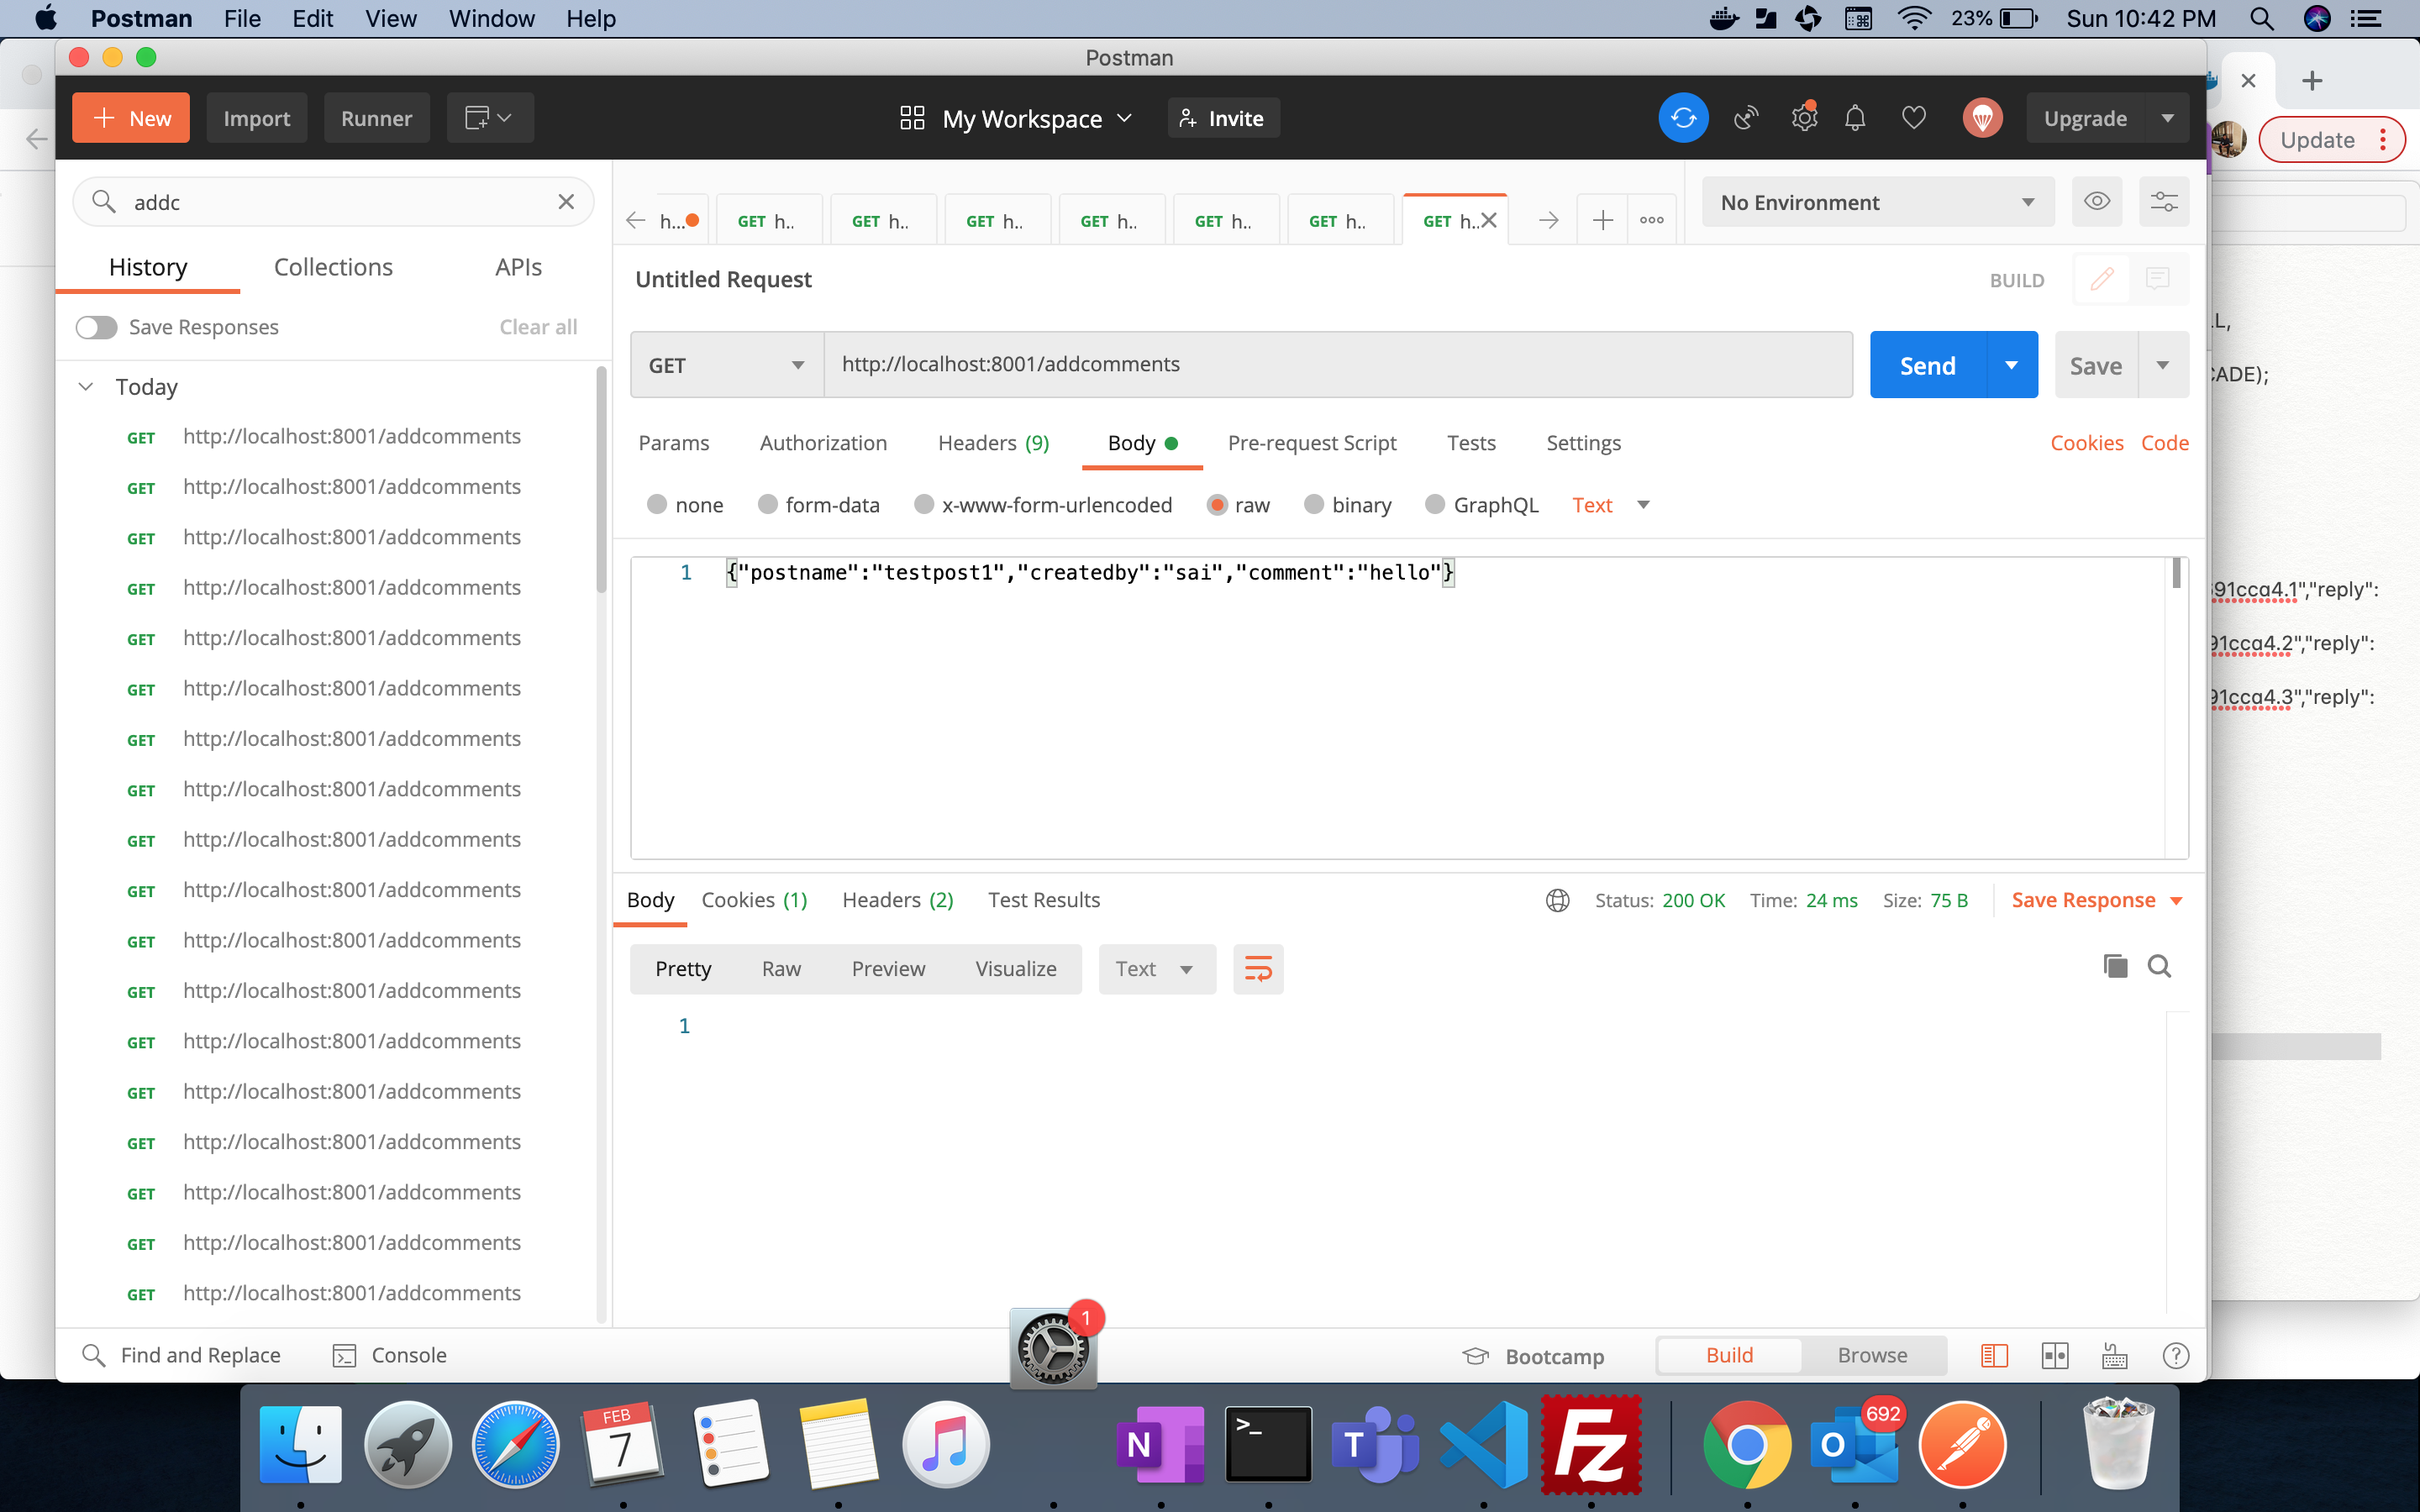 Postman File Edit View Window Help 23% Sun 10:42 PM
Postman
New Import Runner My Workspace Invite Upgrade
Update
addc
h... GET h.. GET h.. GET h.. GET h.. GET h.. GET h.. GET h..
No Environment
History Collections APIs
Untitled Request BUILD
Save Responses Clear all
L,
GET http://localhost:8001/addcomments Send Save
CADE);
Today
GET http://localhost:8001/addcomments
Params Authorization Headers (9) Body Pre-request Script Tests Settings Cookies Code
GET http://localhost:8001/addcomments
none form-data x-www-form-urlencoded raw binary GraphQL Text
GET http://localhost:8001/addcomments
1 {"postname":"testpost1","createdby":"sai","comment":"hello"}
GET http://localhost:8001/addcomments
91cca4.1","reply":
GET http://localhost:8001/addcomments
91cca4.2","reply":
GET http://localhost:8001/addcomments
91cca4.3","reply":
GET http://localhost:8001/addcomments
GET http://localhost:8001/addcomments
GET http://localhost:8001/addcomments
GET http://localhost:8001/addcomments
Body Cookies (1) Headers (2) Test Results Status: 200 OK Time: 24 ms Size: 75 B Save Response
GET http://localhost:8001/addcomments
Pretty Raw Preview Visualize Text
GET http://localhost:8001/addcomments
1
GET http://localhost:8001/addcomments
GET http://localhost:8001/addcomments
GET http://localhost:8001/addcomments
GET http://localhost:8001/addcomments
GET http://localhost:8001/addcomments
GET http://localhost:8001/addcomments
1
Find and Replace Console Bootcamp Build Browse
FEB
7
N
>_
T
Fz
O
692